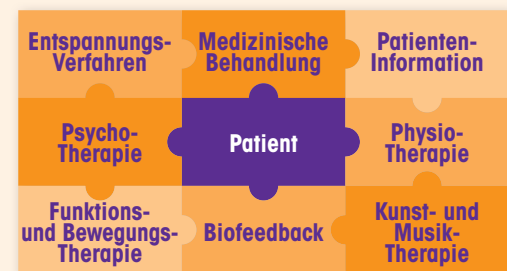 Entspannungs-
Verfahren
Medizinische
Behandlung
Patienten-
Information
Psycho-
Therapie
Patient
Physio-
Therapie
Funktions-
und Bewegungs-
Therapie
Biofeedback
Kunst- und
Musik-
Therapie